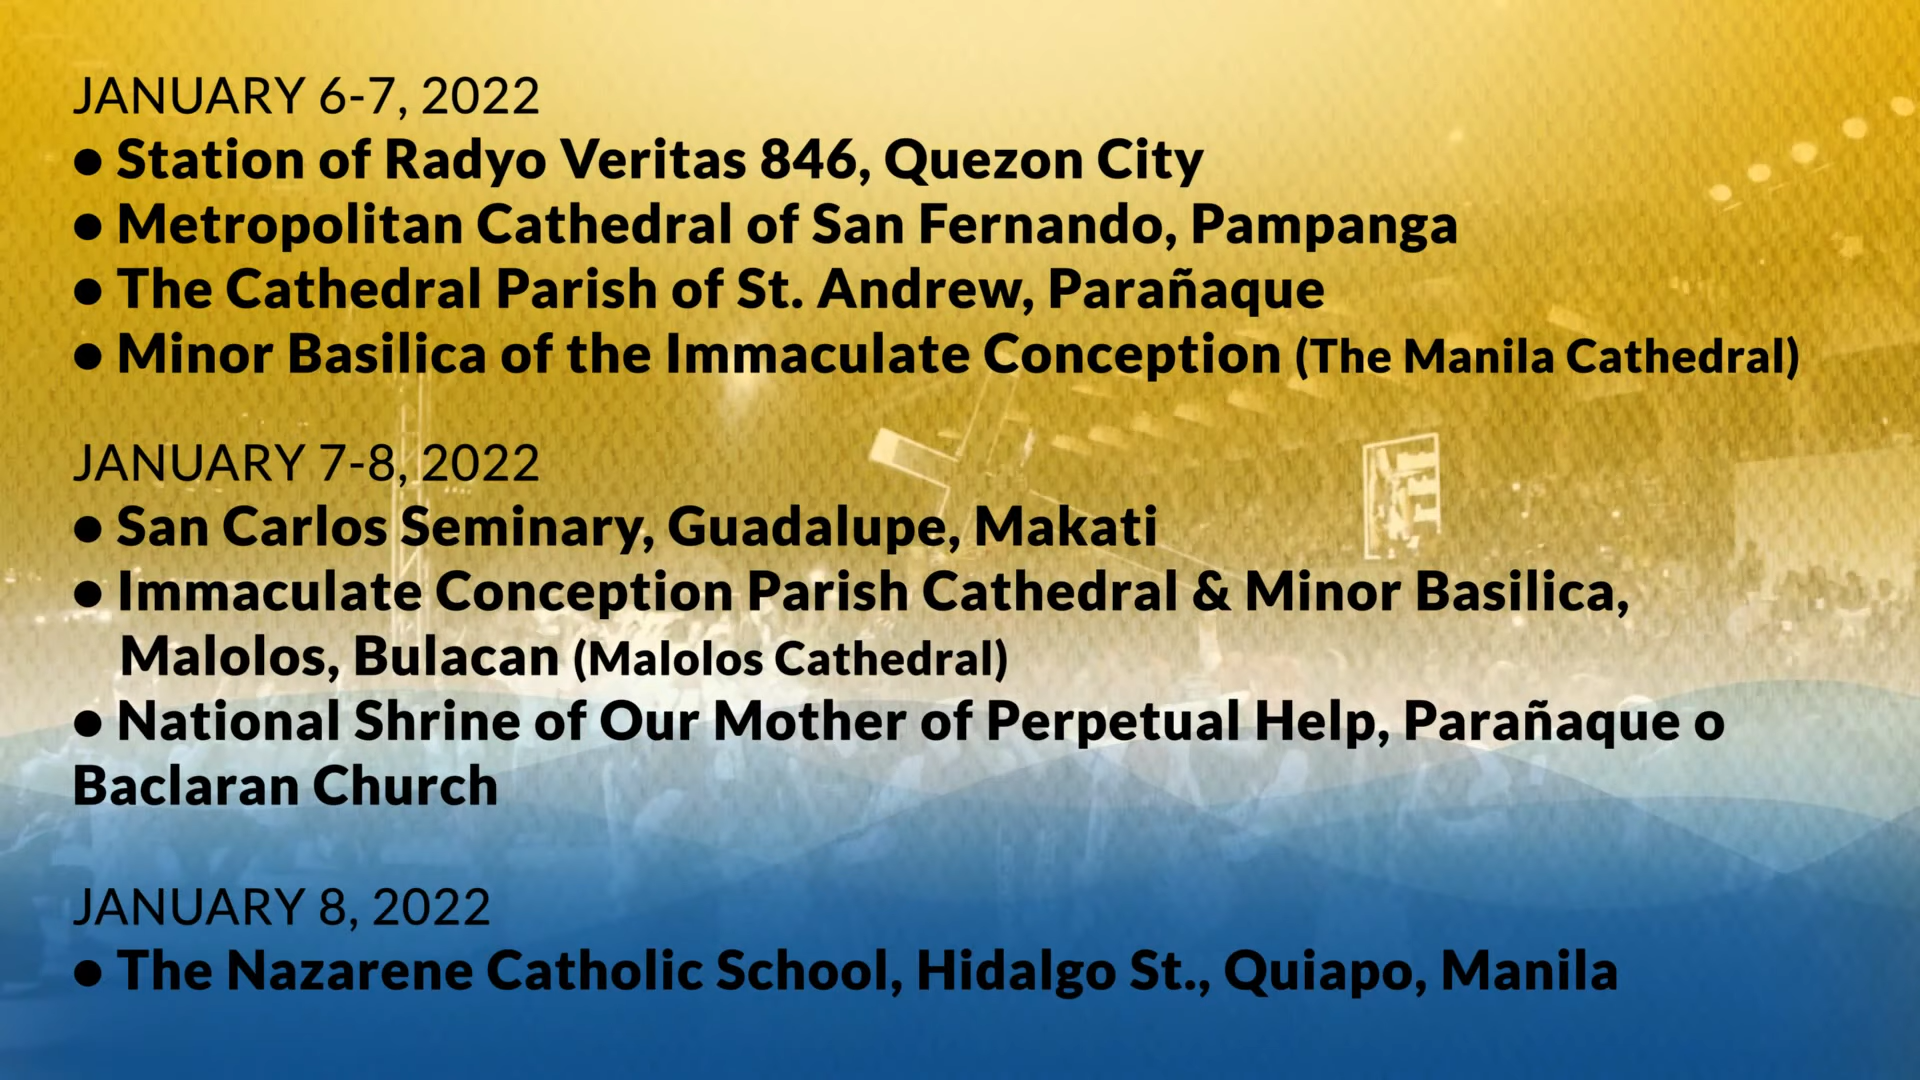 JANUARY 6-7, 2022
● Station of Radyo Veritas 846, Quezon City
● Metropolitan Cathedral of San Fernando, Pampanga
● The Cathedral Parish of St. Andrew, Parañaque
● Minor Basilica of the Immaculate Conception (The Manila Cathedral)
JANUARY 7-8, 2022
● San Carlos Seminary, Guadalupe, Makati
● Immaculate Conception Parish Cathedral & Minor Basilica,
Malolos, Bulacan (Malolos Cathedral)
● National Shrine of Our Mother of Perpetual Help, Parañaque o
Baclaran Church
JANUARY 8, 2022
● The Nazarene Catholic School, Hidalgo St., Quiapo, Manila